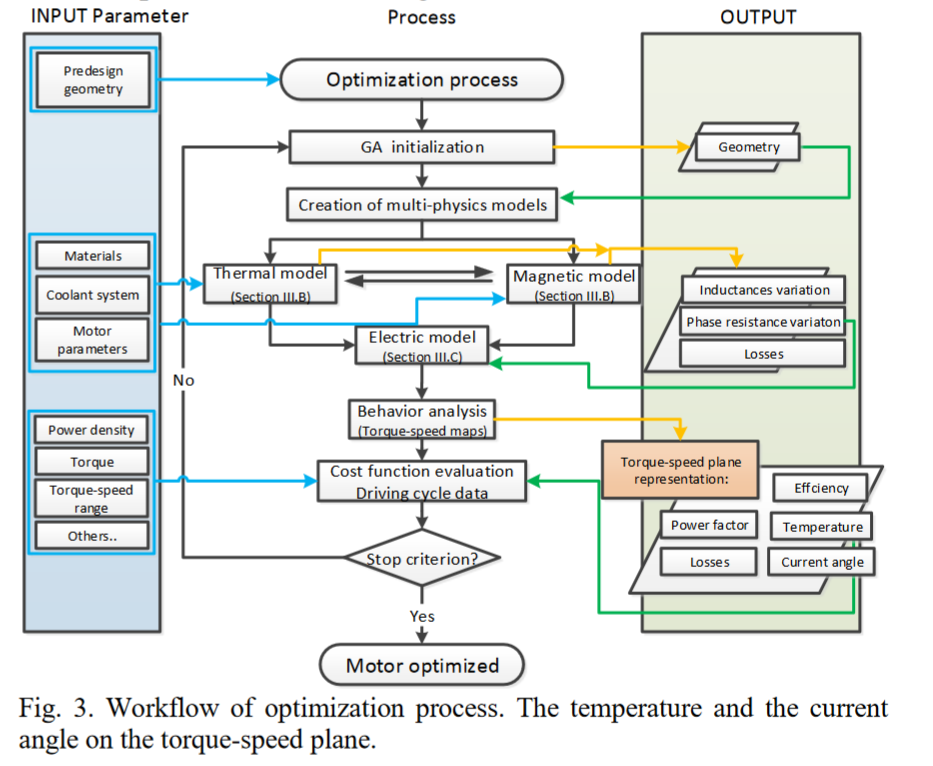 INPUT Parameter
Process
OUTPUT
Predesign
geometry
Optimization process
GA initialization
Geometry
Creation of multi-physics models
Materials
Coolant system
Motor
parameters
Thermal model
(Section III.B)
Magnetic model
(Section III.B)
Inductances variation
Phase resistance variaton
Losses
Electric model
(Section III.C)
No
Behavior analysis
(Torque-speed maps)
Power density
Torque
Torque-speed
range
Others..
Cost function evaluation
Driving cycle data
Torque-speed plane
representation:
Effciency
Power factor
Temperature
Losses
Current angle
Stop criterion?
Yes
Motor optimized
Fig. 3. Workflow of optimization process. The temperature and the current
angle on the torque-speed plane.